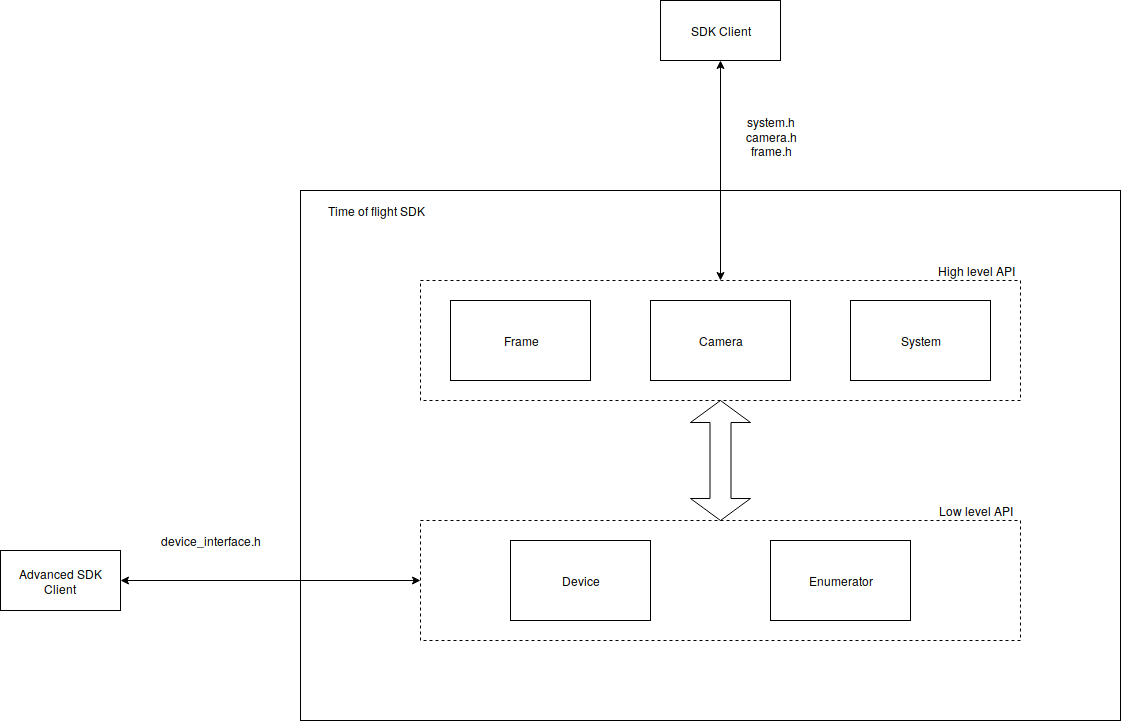 SDK Client
system.h
camera.h
frame.h
Time of flight SDK
High level API
Frame
Camera
System
Low level API
device_interface.h
Advanced SDK
Client
Device
Enumerator